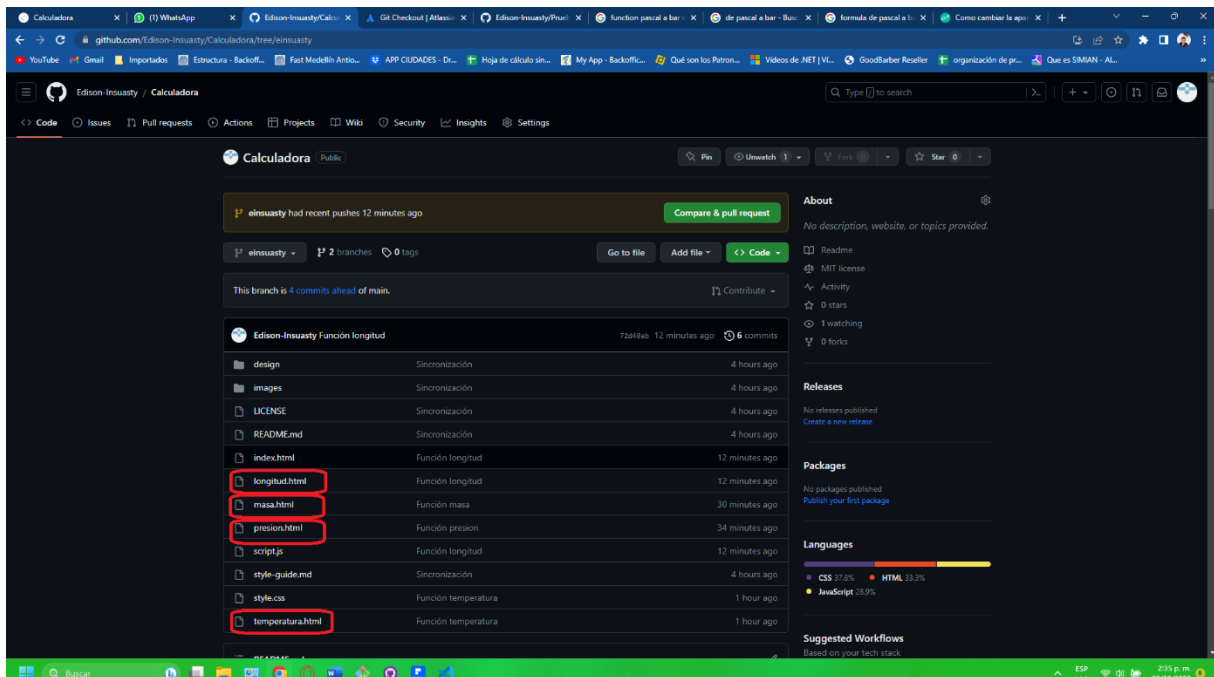 Calculadora
(1) WhatsApp
Edison-Insuasty/Calcul
Git Checkout | Atlassia
Edison-Insuasty/Prueb
function pascal a bar
de pascal a bar - Bus
formula de pascal a b
Como cambiar la apar
github.com/Edison-Insuasty/Calculadora/tree/einsuasty
YouTube
Gmail
Importados
Estructura - Backoff...
Fast Medellín Antio...
APP CIUDADES - Dr...
Hoja de cálculo sin...
My App - Backoffic...
Qué son los Patron...
Vídeos de .NET | Ví...
GoodBarber Reseller
organización de pr...
Que es SIMIAN - AL...
Edison-Insuasty / Calculadora
Type / to search
Code
Issues
Pull requests
Actions
Projects
Wiki
Security
Insights
Settings
Calculadora Public
Pin
Unwatch 1
Fork 0
Star 0
einsuasty had recent pushes 12 minutes ago
Compare & pull request
einsuasty
2 branches
0 tags
Go to file
Add file
Code
This branch is 4 commits ahead of main.
Contribute
Edison-Insuasty Función longitud
12 minutes ago
6 commits
design Sincronización 4 hours ago
images Sincronización 4 hours ago
LICENSE Sincronización 4 hours ago
README.md Sincronización 4 hours ago
index.html Función longitud 12 minutes ago
longitud.html Función longitud 12 minutes ago
masa.html Función masa 30 minutes ago
presion.html Función presion 34 minutes ago
script.js Función longitud 12 minutes ago
style-guide.md Sincronización 4 hours ago
style.css Función temperatura 1 hour ago
temperatura.html Función temperatura 1 hour ago
About
No description, website, or topics provided.
Readme
MIT license
Activity
0 stars
1 watching
0 forks
Releases
No releases published
Create a new release
Packages
No packages published
Publish your first package
Languages
CSS 37.8%
HTML 33.3%
JavaScript 28.9%
Suggested Workflows
Based on your tech stack
Buscar
ESP
2:35 p. m.